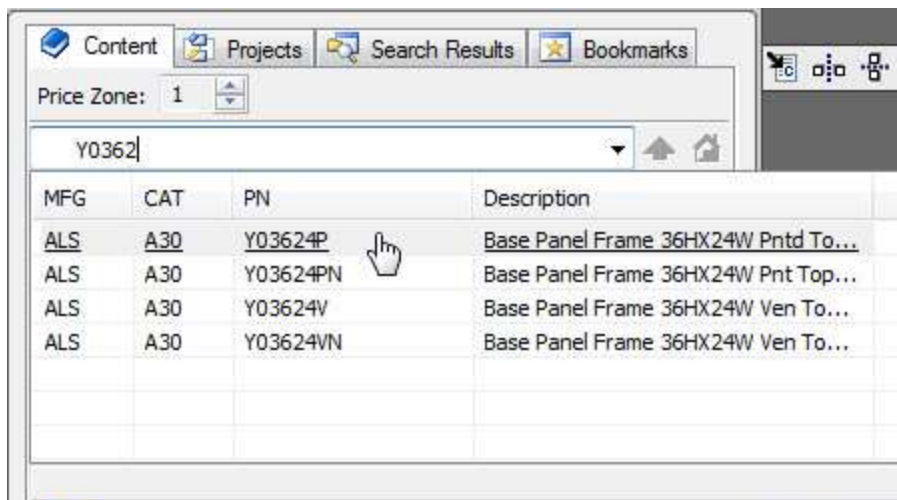 Content Projects Search Results Bookmarks
Price Zone: 1
Y0362
MFG CAT PN Description
ALS A30 Y03624P Base Panel Frame 36HX24W Pntd To...
ALS A30 Y03624PN Base Panel Frame 36HX24W Pnt Top...
ALS A30 Y03624V Base Panel Frame 36HX24W Ven To...
ALS A30 Y03624VN Base Panel Frame 36HX24W Ven To...